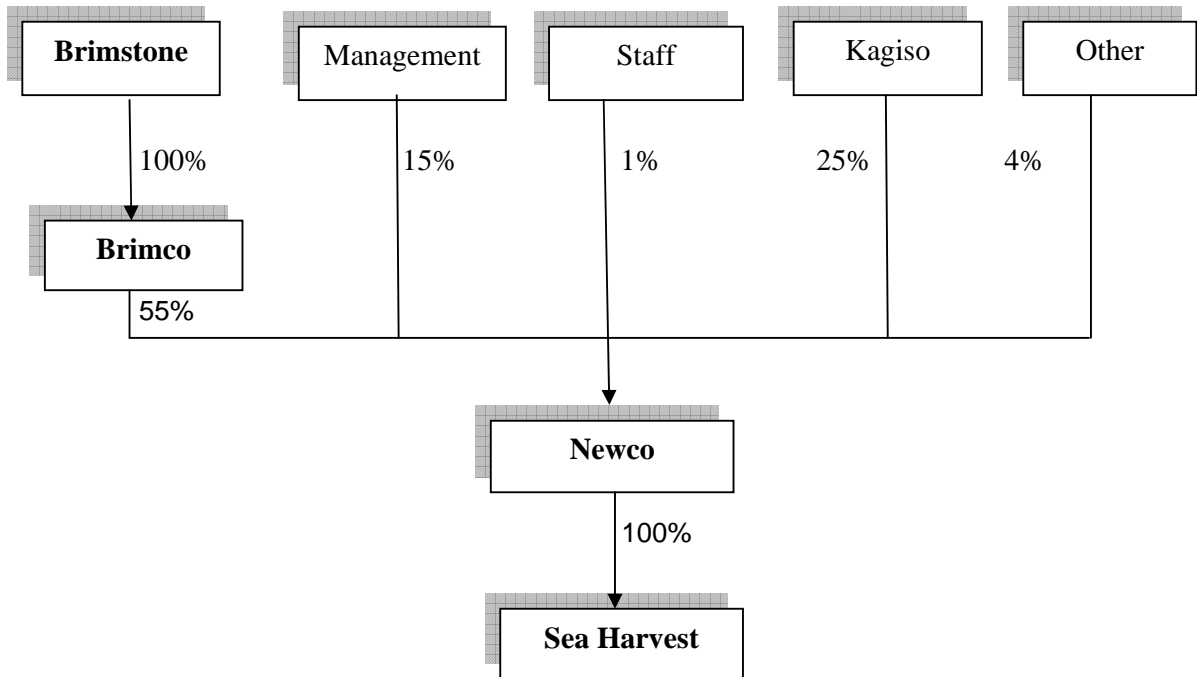 Brimstone
Management
Staff
Kagiso
Other
100%
15%
1%
25%
4%
Brimco
55%
Newco
100%
Sea Harvest